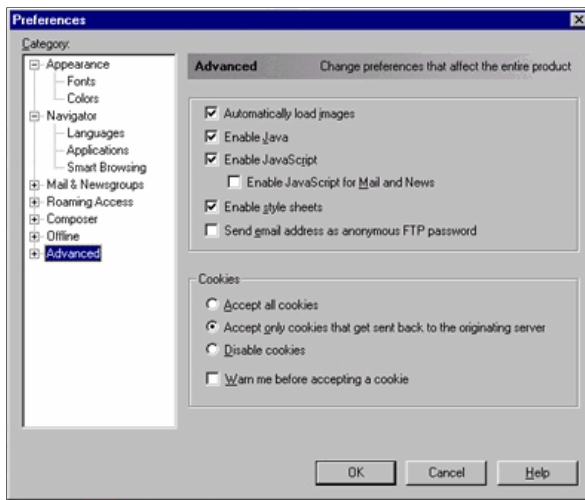 Preferences
Category:
Appearance
Fonts
Colors
Navigator
Languages
Applications
Smart Browsing
Mail & Newsgroups
Roaming Access
Composer
Offline
Advanced
Advanced Change preferences that affect the entire product
Automatically load images
Enable Java
Enable JavaScript
Enable JavaScript for Mail and News
Enable style sheets
Send email address as anonymous FTP password
Cookies
Accept all cookies
Accept only cookies that get sent back to the originating server
Disable cookies
Warn me before accepting a cookie
OK Cancel Help